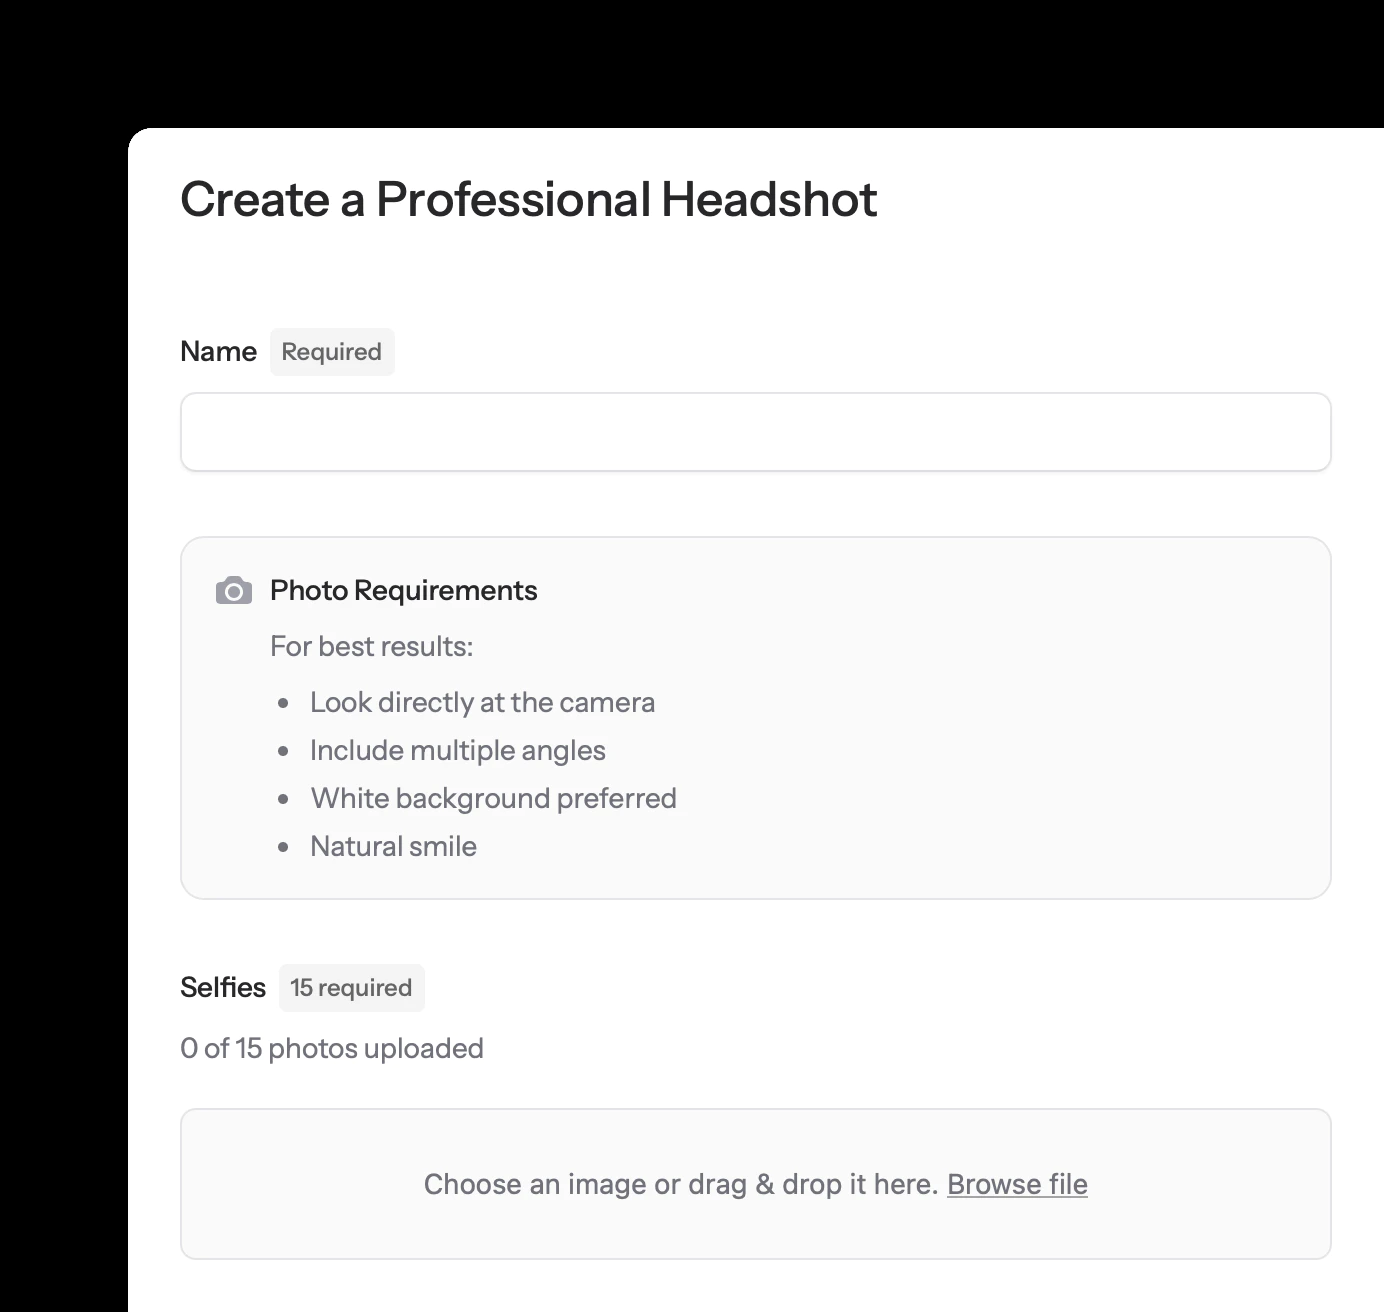 Create a Professional Headshot
Name Required
Photo Requirements
For best results:
Look directly at the camera
Include multiple angles
White background preferred
Natural smile
Selfies 15 required
0 of 15 photos uploaded
Choose an image or drag & drop it here. Browse file